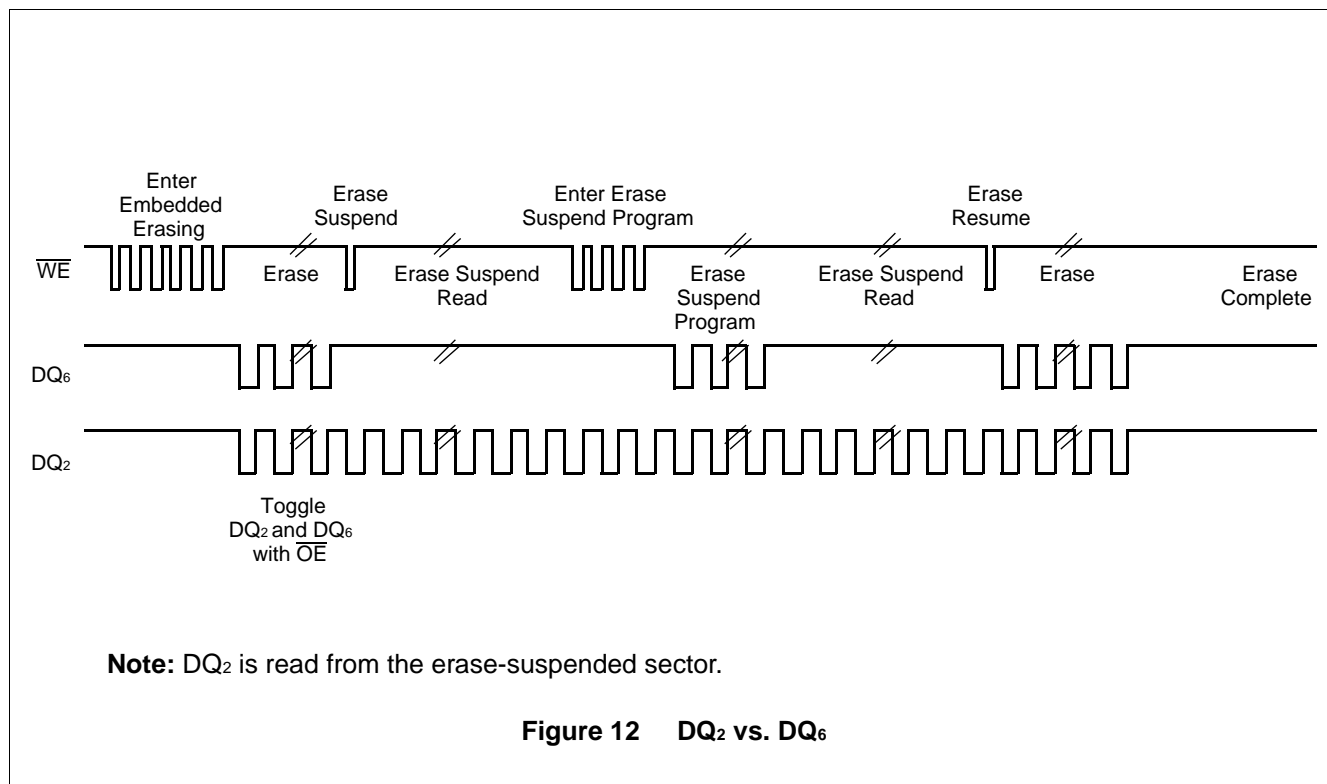 Enter
Embedded
Erasing
Erase
Suspend
Enter Erase
Suspend Program
Erase
Resume
WE
Erase
Erase Suspend
Read
Erase
Suspend
Program
Erase Suspend
Read
Erase
Erase
Complete
DQ6
DQ2
Toggle
DQ2 and DQ6
with OE
Note: DQ2 is read from the erase-suspended sector.
Figure 12 DQ2 vs. DQ6